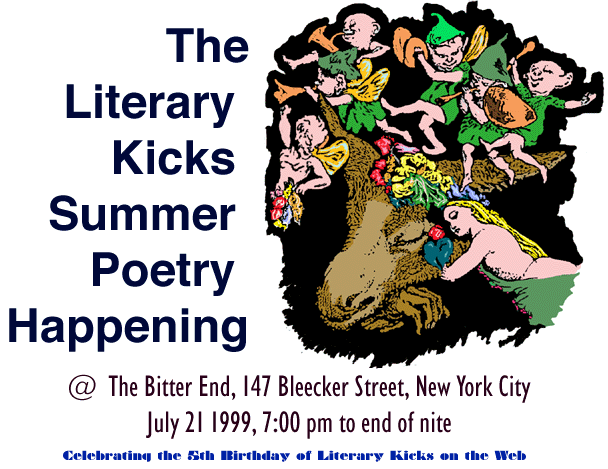 The
Literary
Kicks
Summer
Poetry
Happening
@ The Bitter End, 147 Bleecker Street, New York City
July 21 1999, 7:00 pm to end of nite
Celebrating the 5th Birthday of Literary Kicks on the Web